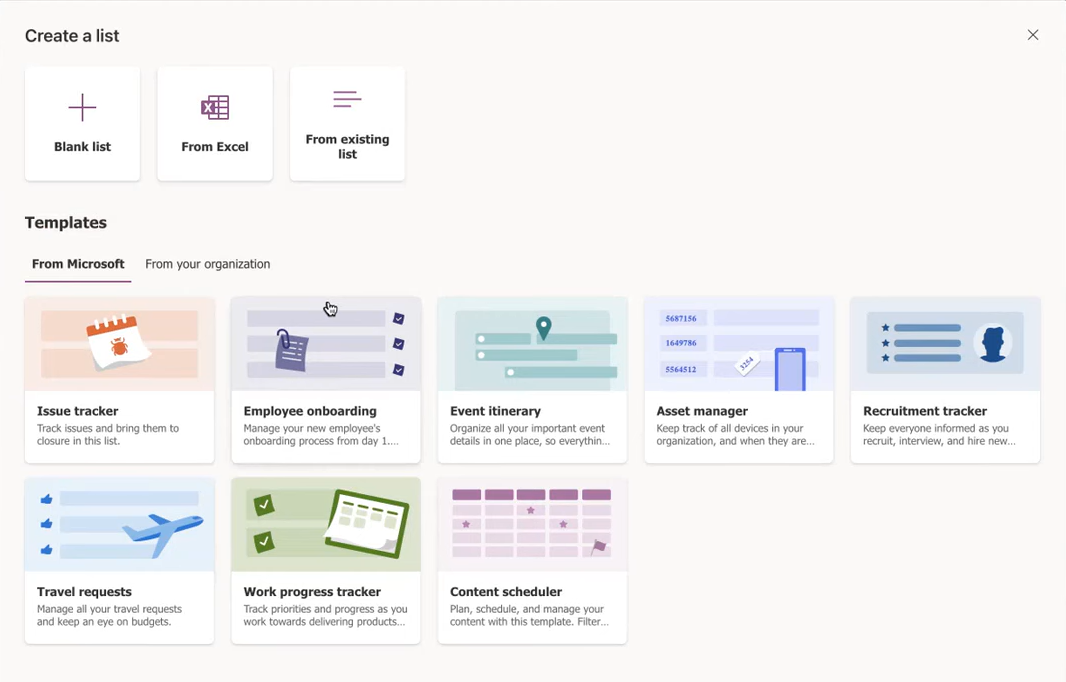 Create a list
Blank list
From Excel
From existing
list
Templates
From Microsoft
From your organization
5687156
1649786
5564512
$254
Issue tracker
Track issues and bring them to
closure in this list.
Employee onboarding
Manage your new employee's
onboarding process from day 1....
Event itinerary
Organize all your important event
details in one place, so everythin...
Asset manager
Keep track of all devices in your
organization, and when they are...
Recruitment tracker
Keep everyone informed as you
recruit, interview, and hire new...
Travel requests
Manage all your travel requests
and keep an eye on budgets.
Work progress tracker
Track priorities and progress as you
work towards delivering products...
Content scheduler
Plan, schedule, and manage your
content with this template. Filter...